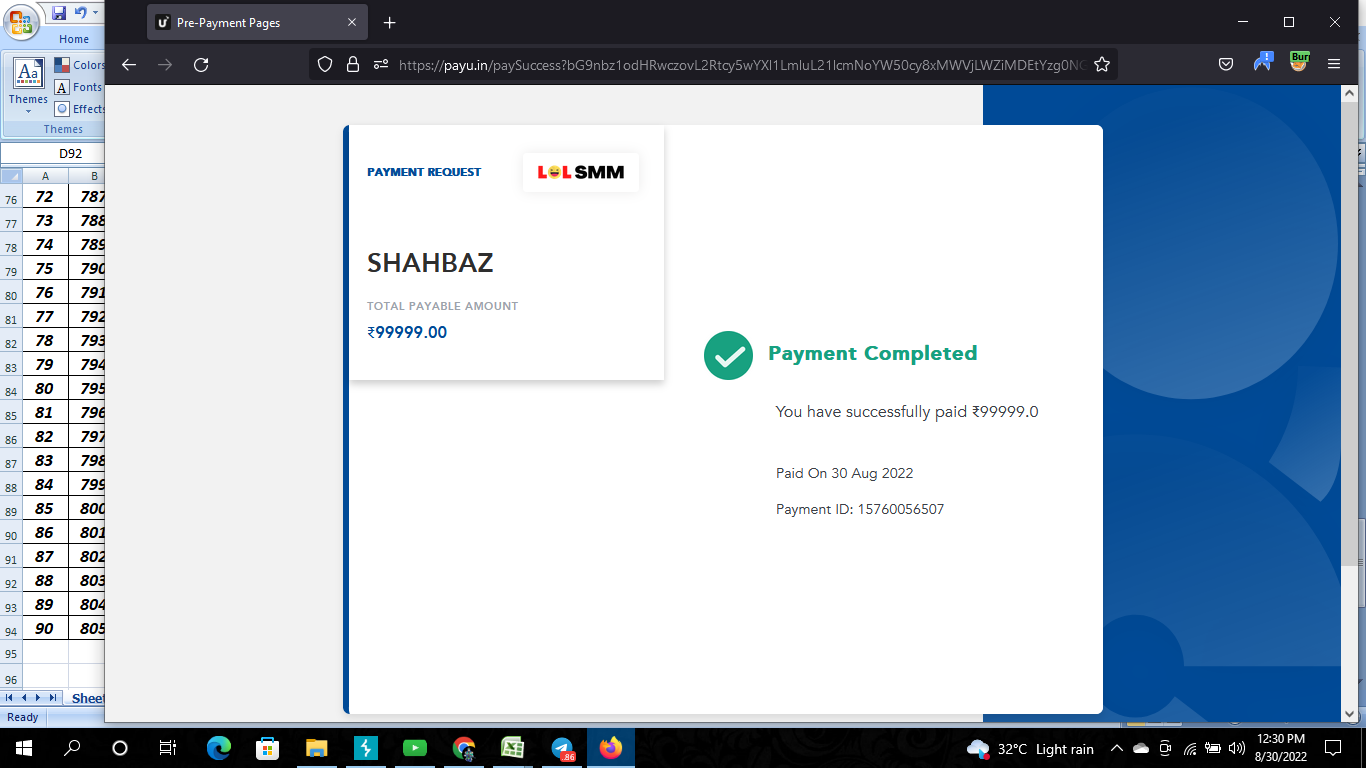 Pre-Payment Pages
Home
https://payu.in/paySuccess?
Bur
Themes
Colors
Fonts
Effects
Themes
D92
A B
76 72 787
77 73 788
78 74 789
79 75 790
80 76 791
81 77 792
82 78 793
83 79 794
84 80 795
85 81 796
86 82 797
87 83 798
88 84 799
89 85 800
90 86 801
91 87 802
92 88 803
93 89 804
94 90 805
95
96
Sheet
Ready
PAYMENT REQUEST
LOL SMM
SHAHBAZ
TOTAL PAYABLE AMOUNT
₹99999.00
Payment Completed
You have successfully paid ₹99999.0
Paid On 30 Aug 2022
Payment ID: 15760056507
86
32°C Light rain
12:30 PM
8/30/2022